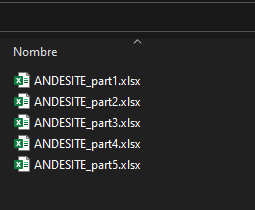 Nombre
ANDESITE_part1.xlsx
ANDESITE_part2.xlsx
ANDESITE_part3.xlsx
ANDESITE_part4.xlsx
ANDESITE_part5.xlsx